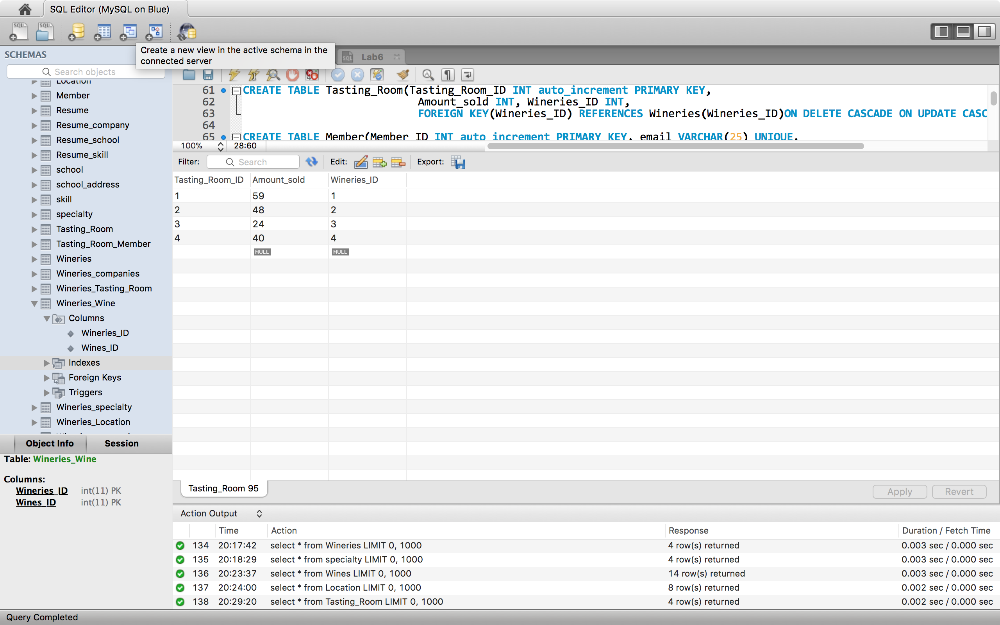 SQL Editor (MySQL on Blue)
SQL
SQL
Create a new view in the active schema in the
connected server
SCHEMAS
SQL
Lab6
Search objects
Location
Member
Resume
Resume_company
Resume_school
Resume_skill
school
school_address
skill
specialty
Tasting_Room
Tasting_Room_Member
Wineries
Wineries_companies
Wineries_Tasting_Room
Wineries_Wine
Columns
Wineries_ID
Wines_ID
Indexes
Foreign Keys
Triggers
Wineries_specialty
Wineries_Location
Object Info Session
Table: Wineries_Wine
Columns:
Wineries_ID int(11) PK
Wines_ID int(11) PK
61 CREATE TABLE Tasting_Room(Tasting_Room_ID INT auto_increment PRIMARY KEY,
62 Amount_sold INT, Wineries_ID INT,
63 FOREIGN KEY(Wineries_ID) REFERENCES Wineries(Wineries_ID)ON DELETE CASCADE ON UPDATE CASC
64
65 CREATE TABLE Member(Member_ID INT auto_increment PRIMARY KEY, email VARCHAR(25) UNIQUE,
100% 28:60
Filter: Search Edit: Export:
Tasting_Room_ID Amount_sold Wineries_ID
1 59 1
2 48 2
3 24 3
4 40 4
NULL NULL
Tasting_Room 95 Apply Revert
Action Output
Time Action Response Duration / Fetch Time
134 20:17:42 select * from Wineries LIMIT 0, 1000 4 row(s) returned 0.003 sec / 0.000 sec
135 20:18:29 select * from specialty LIMIT 0, 1000 4 row(s) returned 0.003 sec / 0.000 sec
136 20:23:37 select * from Wines LIMIT 0, 1000 14 row(s) returned 0.003 sec / 0.000 sec
137 20:24:00 select * from Location LIMIT 0, 1000 8 row(s) returned 0.002 sec / 0.000 sec
138 20:29:20 select * from Tasting_Room LIMIT 0, 1000 4 row(s) returned 0.002 sec / 0.000 sec
Query Completed